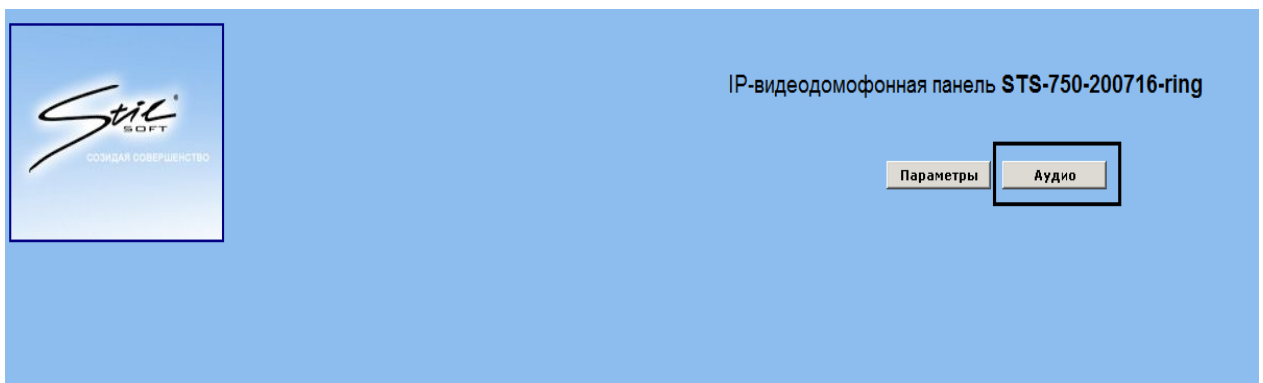 Stil®
SOFT
СОЗИДАЯ СОВЕРШЕНСТВО
IP-видеодомофонная панель STS-750-200716-ring
Параметры Аудио